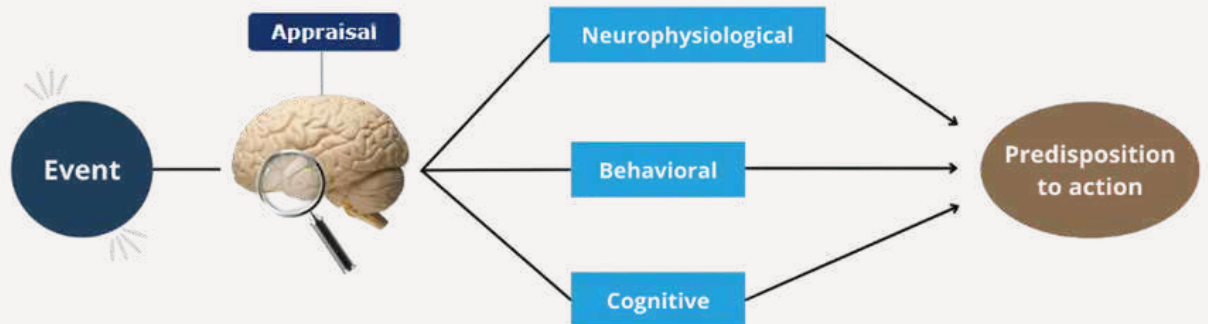 Appraisal
Event
Neurophysiological
Behavioral
Cognitive
Predisposition
to action